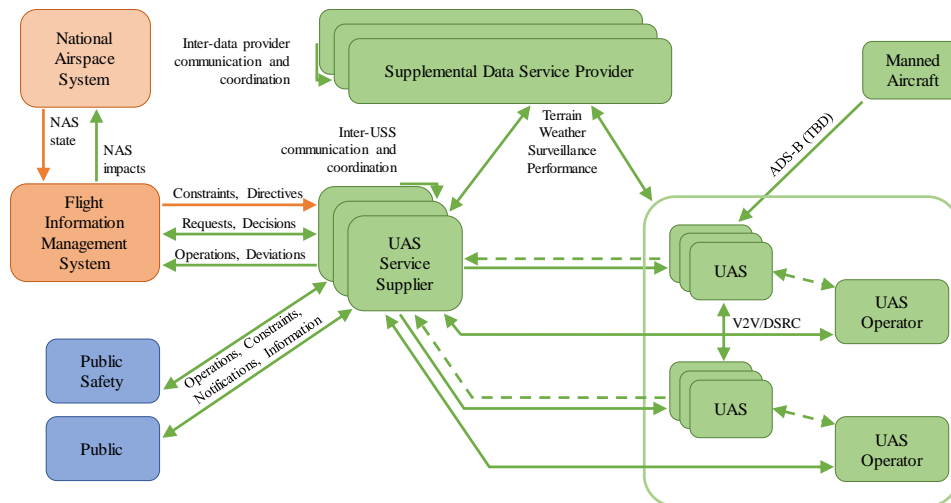 National
Airspace
System
Inter-data provider
communication and
coordination
Supplemental Data Service Provider
Manned
Aircraft
NAS
state
NAS
impacts
Inter-USS
communication and
coordination
Terrain
Weather
Surveillance
Performance
ADS-B (TBD)
Flight
Information
Management
System
Constraints, Directives
Requests, Decisions
Operations, Deviations
UAS
Service
Supplier
UAS
UAS
Operator
V2V/DSRC
Operations, Constraints,
Notifications, Information
Public
Safety
UAS
Public
UAS
Operator